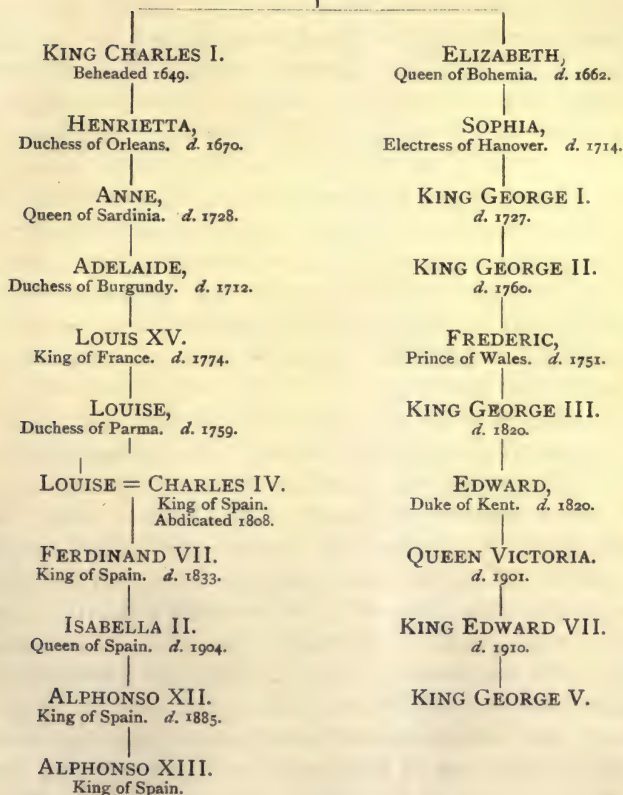 KING CHARLES I.
Beheaded 1649.
HENRIETTA,
Duchess of Orleans. d. 1670.
ANNE,
Queen of Sardinia. d. 1728.
ADELAIDE,
Duchess of Burgundy. d. 1712.
LOUIS XV.
King of France. d. 1774.
LOUISE,
Duchess of Parma. d. 1759.
LOUISE = CHARLES IV.
King of Spain.
Abdicated 1808.
FERDINAND VII.
King of Spain. d. 1833.
ISABELLA II.
Queen of Spain. d. 1904.
ALPHONSO XII.
King of Spain. d. 1885.
ALPHONSO XIII.
King of Spain.
ELIZABETH,
Queen of Bohemia. d. 1662.
SOPHIA,
Electress of Hanover. d. 1714.
KING GEORGE I.
d. 1727.
KING GEORGE II.
d. 1760.
FREDERIC,
Prince of Wales. d. 1751.
KING GEORGE III.
d. 1820.
EDWARD,
Duke of Kent. d. 1820.
QUEEN VICTORIA.
d. 1901.
KING EDWARD VII.
d. 1910.
KING GEORGE V.